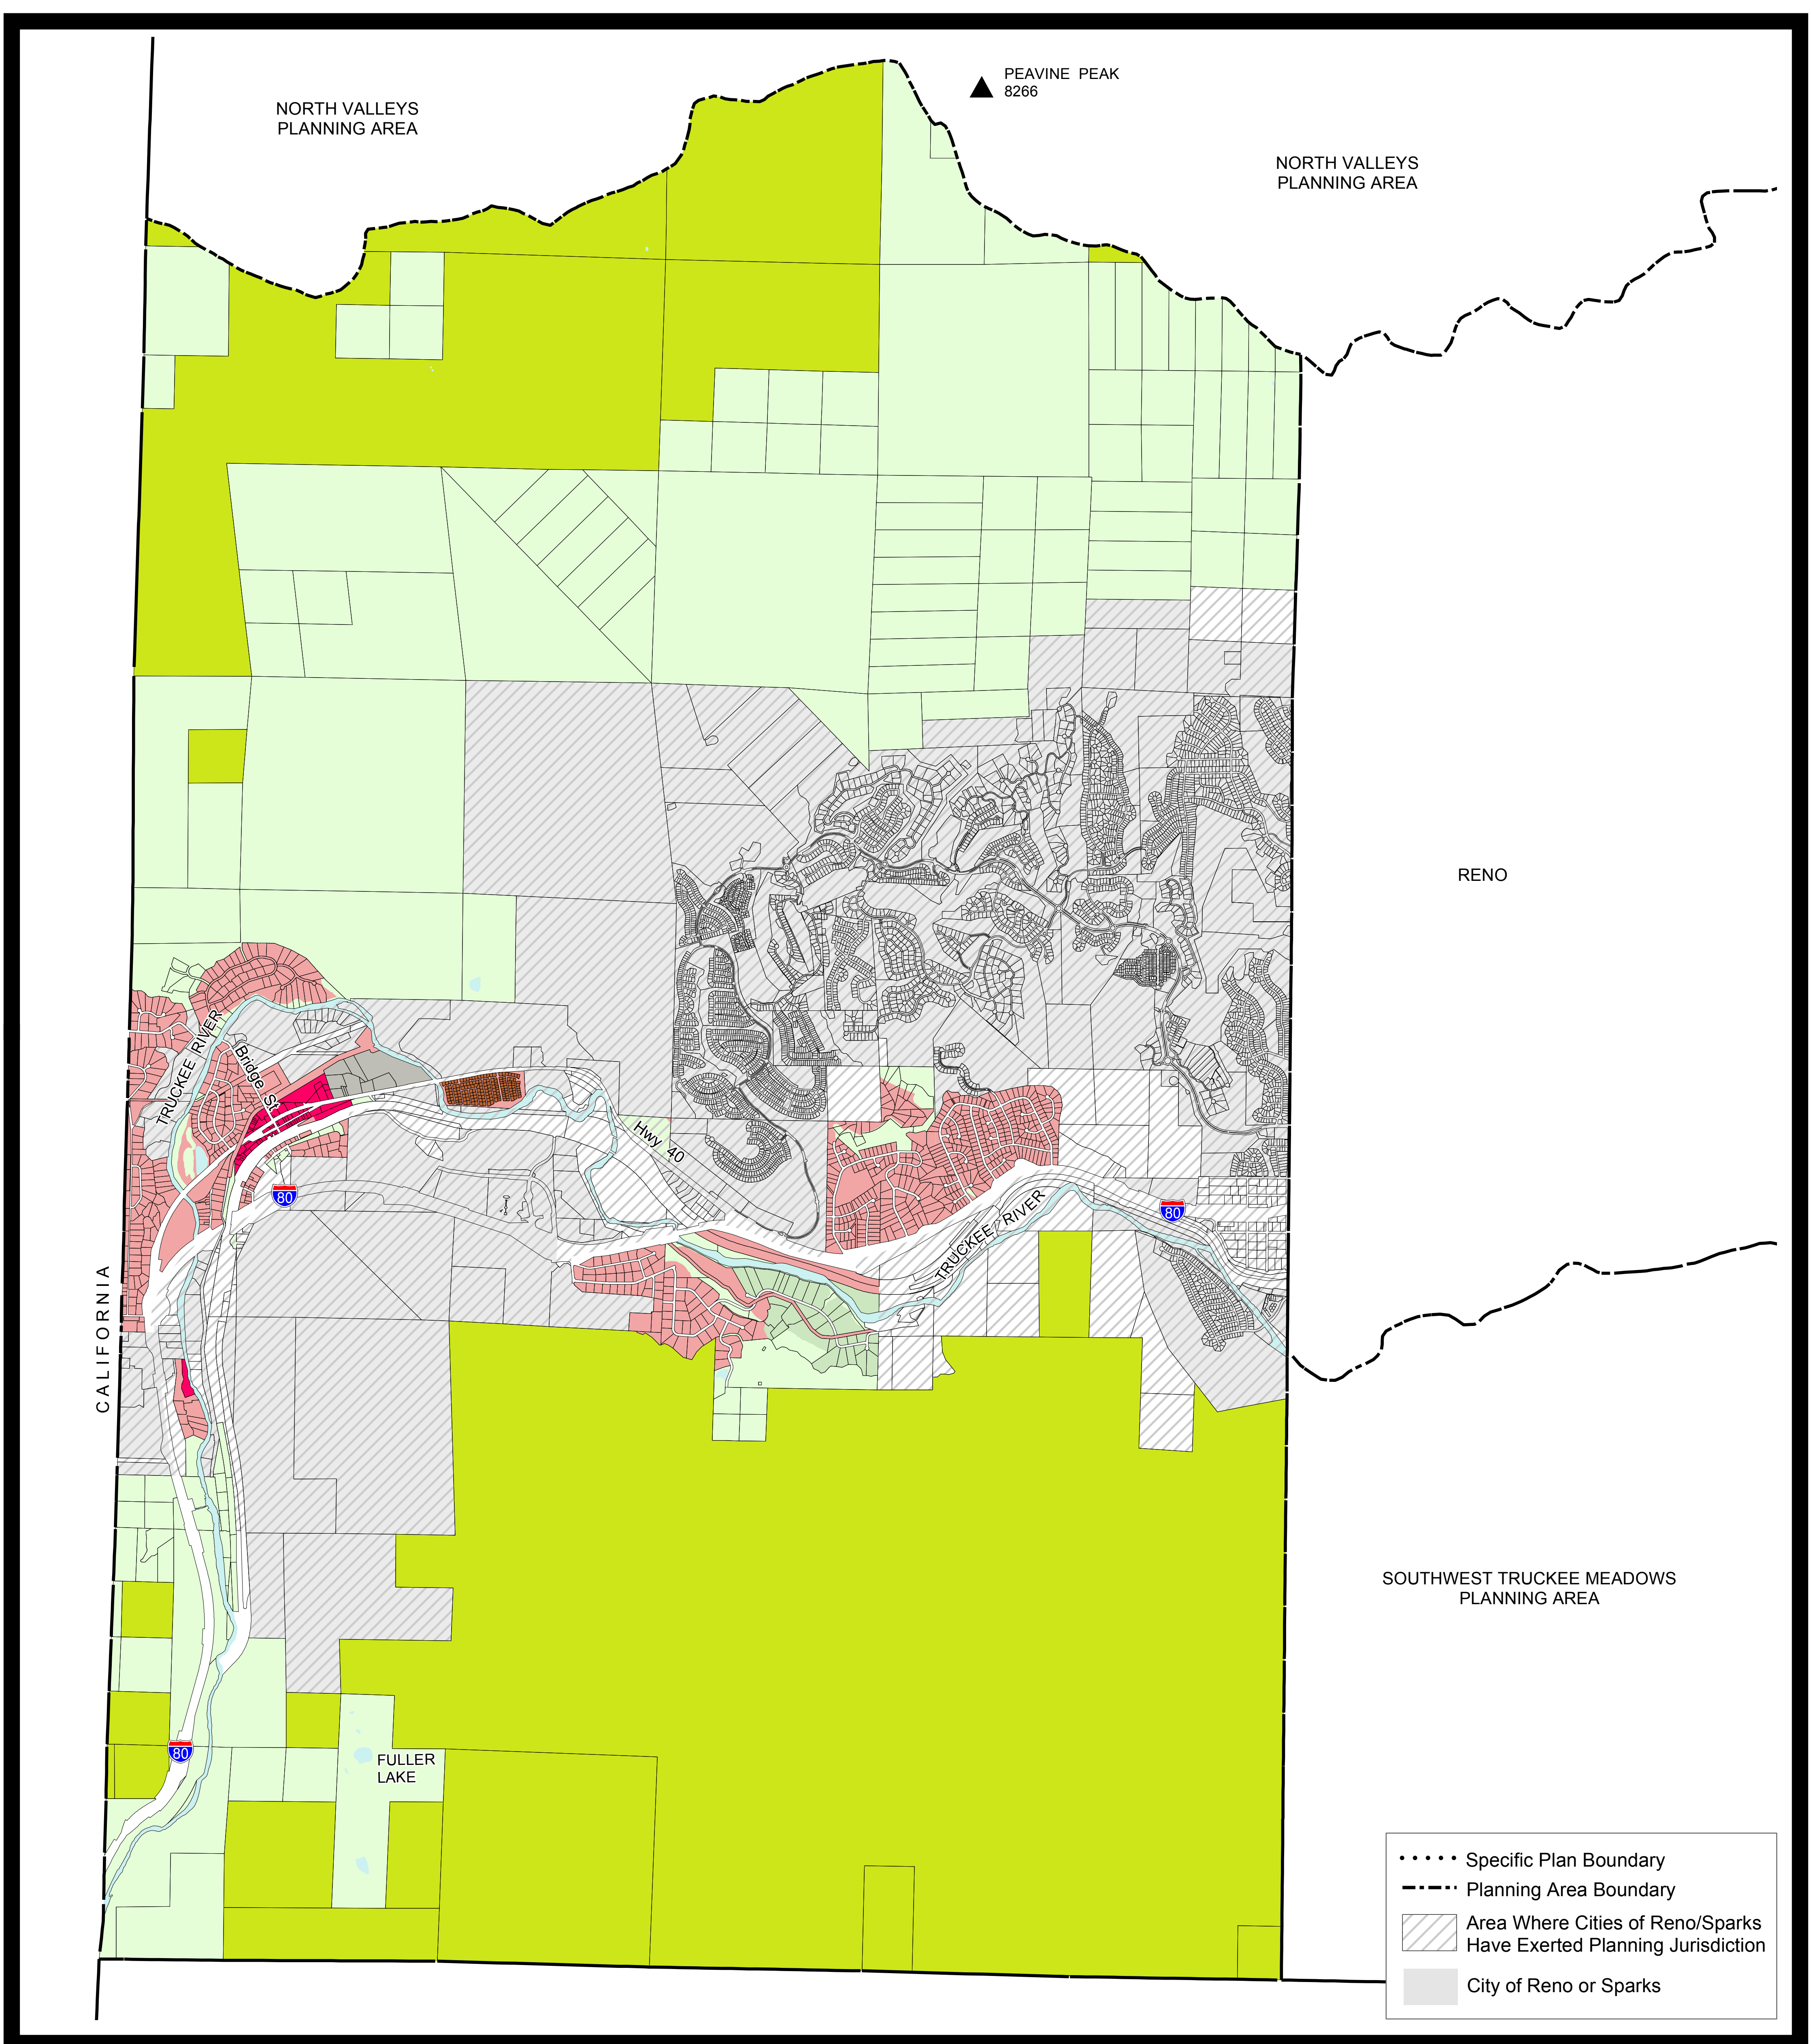 PEAVINE PEAK
8266
NORTH VALLEYS
PLANNING AREA
NORTH VALLEYS
PLANNING AREA
RENO
TRUCKEE RIVER
Bridge St
Hwy 40
80
TRUCKEE RIVER
80
CALIFORNIA
SOUTHWEST TRUCKEE MEADOWS
PLANNING AREA
80
FULLER
LAKE
Specific Plan Boundary
Planning Area Boundary
Area Where Cities of Reno/Sparks
Have Exerted Planning Jurisdiction
City of Reno or Sparks